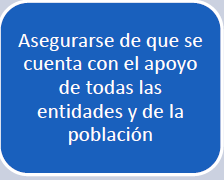 Asegurarse de que se
cuenta con el apoyo
de todas las
entidades y de la
población